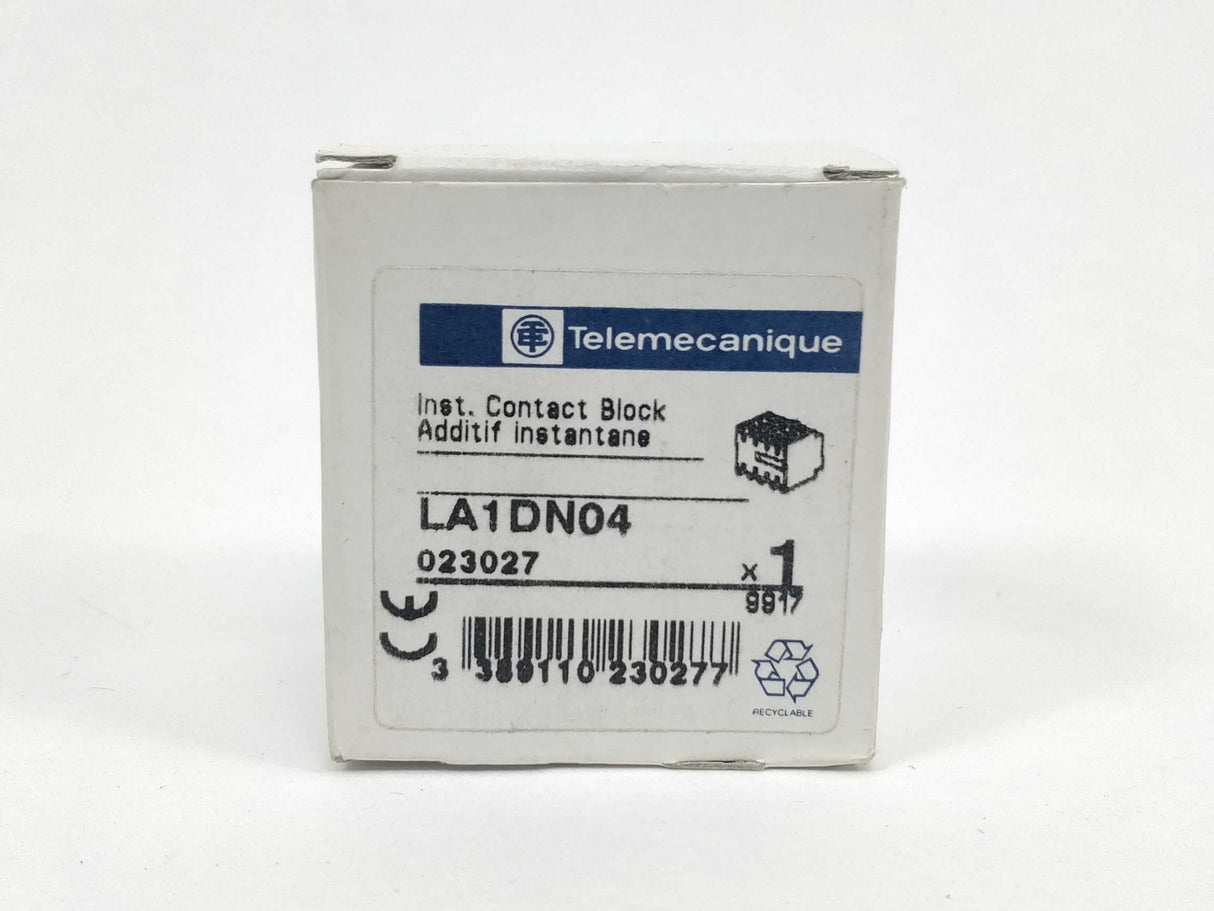 Telemecanique
Inst. Contact Block
Additif instantane
LA1DN04
023027
x 1
9917
3 389110 230277
RECYCLABLE